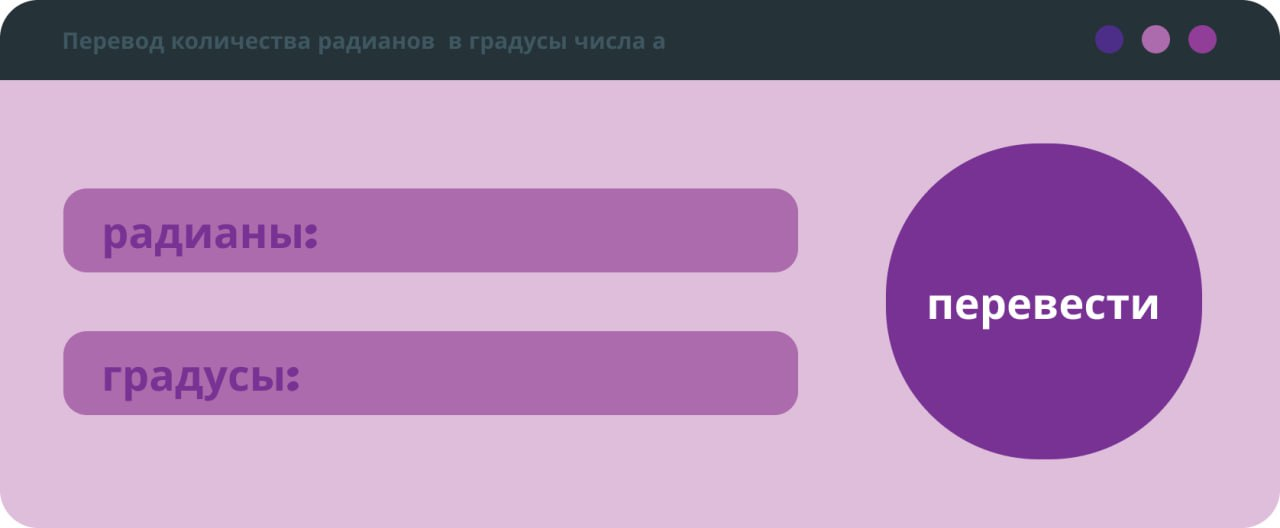 Перевод количества радианов  в градусы числа а
радианы:
градусы:
перевести